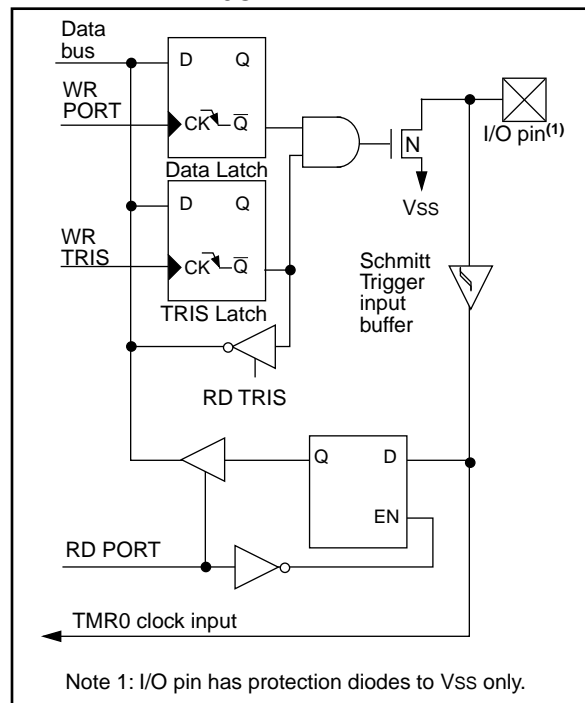 Data
bus
D Q
WR
PORT
CK Q̅
Data Latch
N
I/O pin(1)
VSS
D Q
WR
TRIS
CK Q̅
TRIS Latch
Schmitt
Trigger
input
buffer
RD TRIS
Q D
EN
RD PORT
TMR0 clock input
Note 1: I/O pin has protection diodes to VSS only.